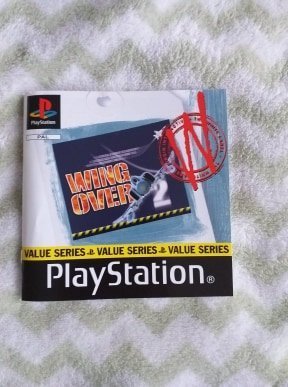 PlayStation
PAL
WING
OVER 2
VALUE SERIES VALUE SERIES VALUE SERIES
PlayStation®